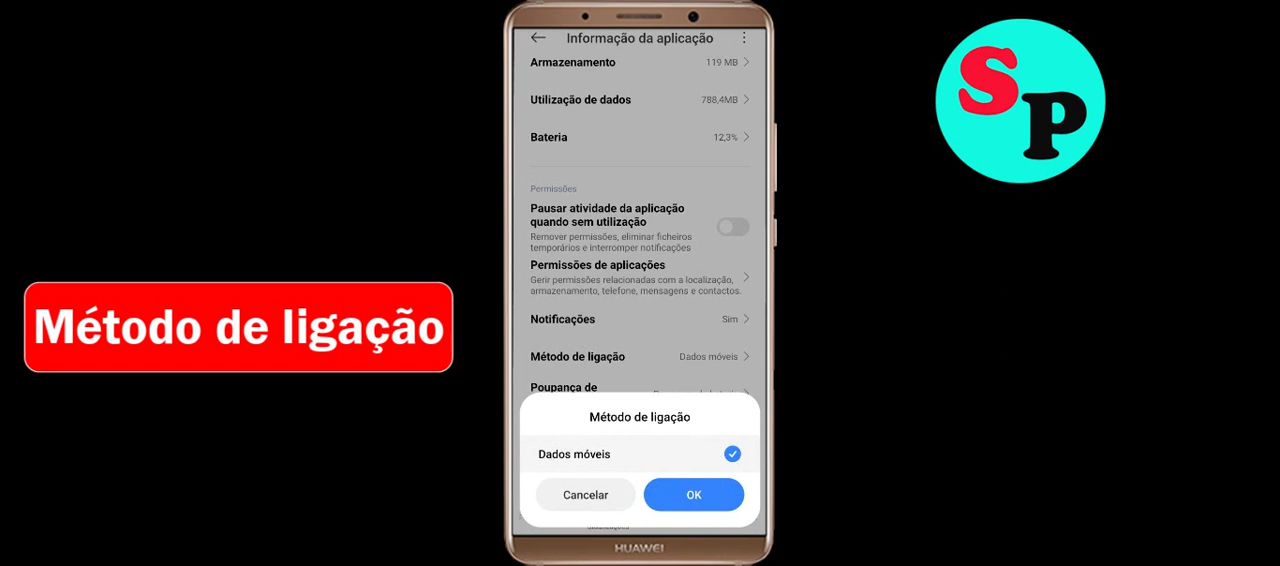 Informação da aplicação
Armazenamento 119 MB
Utilização de dados 788,4MB
Bateria 12,3%
Permissões
Pausar atividade da aplicação
quando sem utilização
Remover permissões, eliminar ficheiros
temporários e interromper notificações
Permissões de aplicações
Gerir permissões relacionadas com a localização,
armazenamento, telefone, mensagens e contactos.
Notificações Sim
Método de ligação Dados móveis
Poupança de
Método de ligação
Dados móveis
Cancelar OK
HUAWEI
Método de ligação
SP